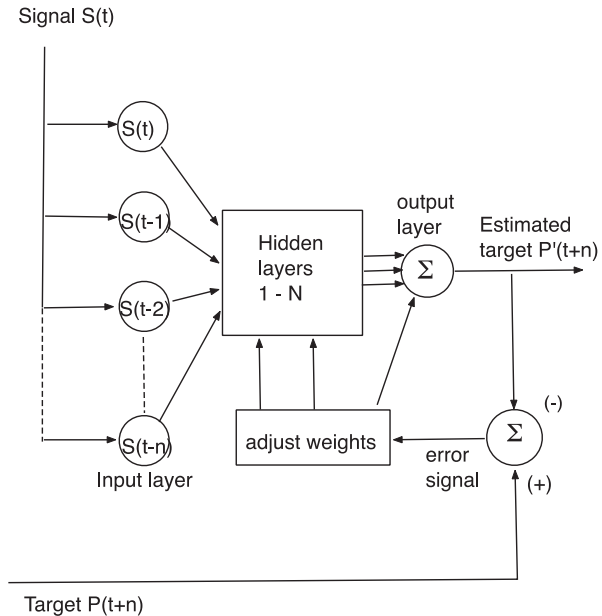 Signal S(t)
S(t)
S(t-1)
S(t-2)
S(t-n)
Input layer
Hidden
layers
1 - N
output
layer
Σ
Estimated
target P'(t+n)
adjust weights
error
signal
Σ
(-)
(+)
Target P(t+n)